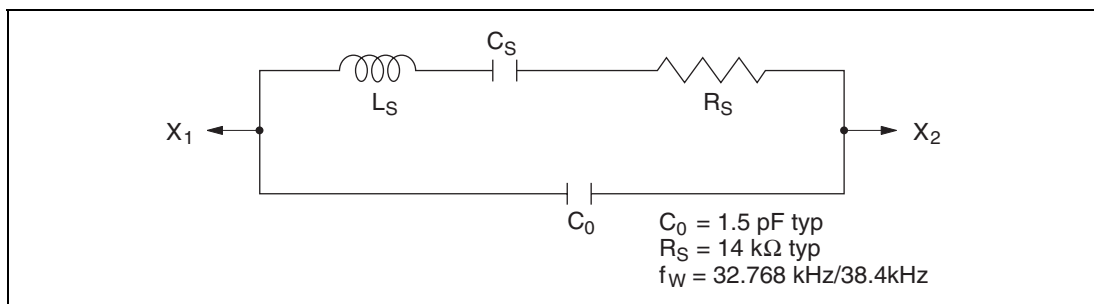 C_S
L_S
R_S
X_1
X_2
C_0
C_0 = 1.5 pF typ
R_S = 14 kΩ typ
f_W = 32.768 kHz/38.4kHz